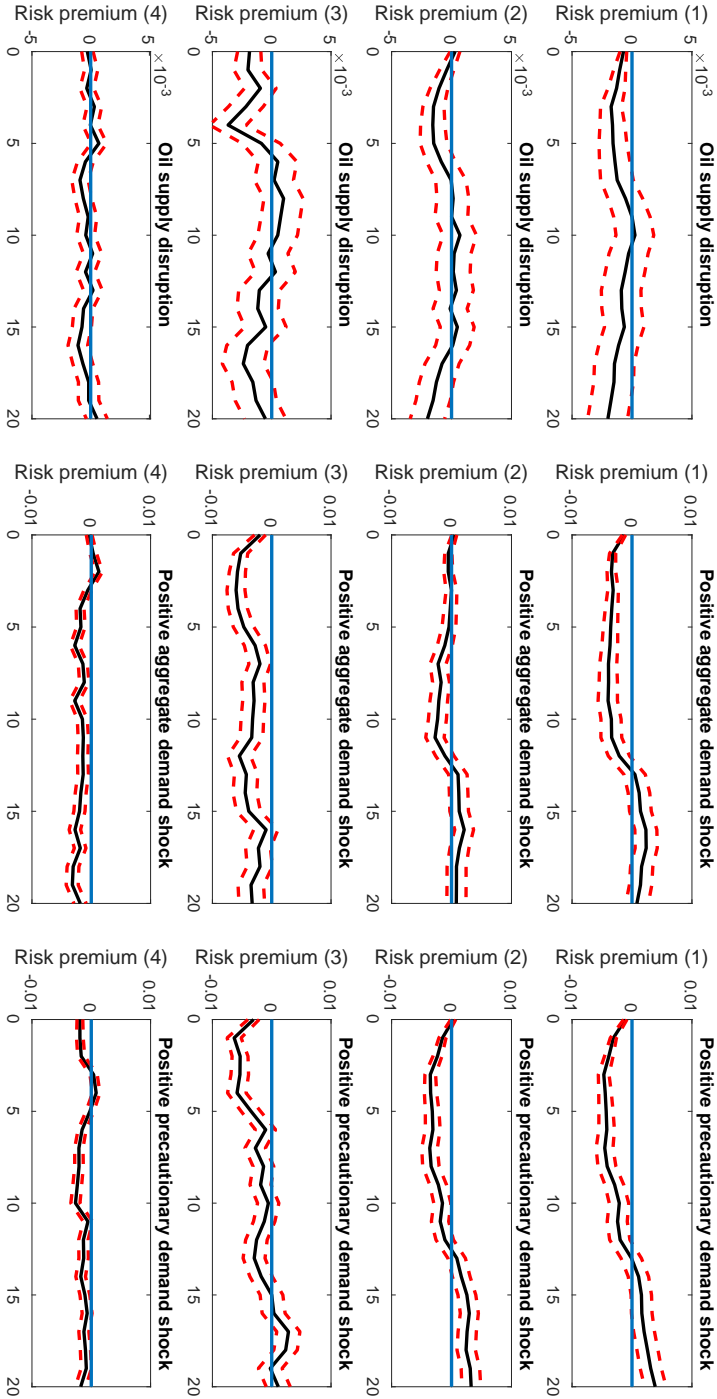 Oil supply disruption
× 10⁻³
5
0
-5
Risk premium (1)
0 5 10 15 20
Positive aggregate demand shock
0.01
0
-0.01
Risk premium (1)
0 5 10 15 20
Positive precautionary demand shock
0.01
0
-0.01
Risk premium (1)
0 5 10 15 20
Oil supply disruption
× 10⁻³
5
0
-5
Risk premium (2)
0 5 10 15 20
Positive aggregate demand shock
0.01
0
-0.01
Risk premium (2)
0 5 10 15 20
Positive precautionary demand shock
0.01
0
-0.01
Risk premium (2)
0 5 10 15 20
Oil supply disruption
× 10⁻³
5
0
-5
Risk premium (3)
0 5 10 15 20
Positive aggregate demand shock
0.01
0
-0.01
Risk premium (3)
0 5 10 15 20
Positive precautionary demand shock
0.01
0
-0.01
Risk premium (3)
0 5 10 15 20
Oil supply disruption
× 10⁻³
5
0
-5
Risk premium (4)
0 5 10 15 20
Positive aggregate demand shock
0.01
0
-0.01
Risk premium (4)
0 5 10 15 20
Positive precautionary demand shock
0.01
0
-0.01
Risk premium (4)
0 5 10 15 20